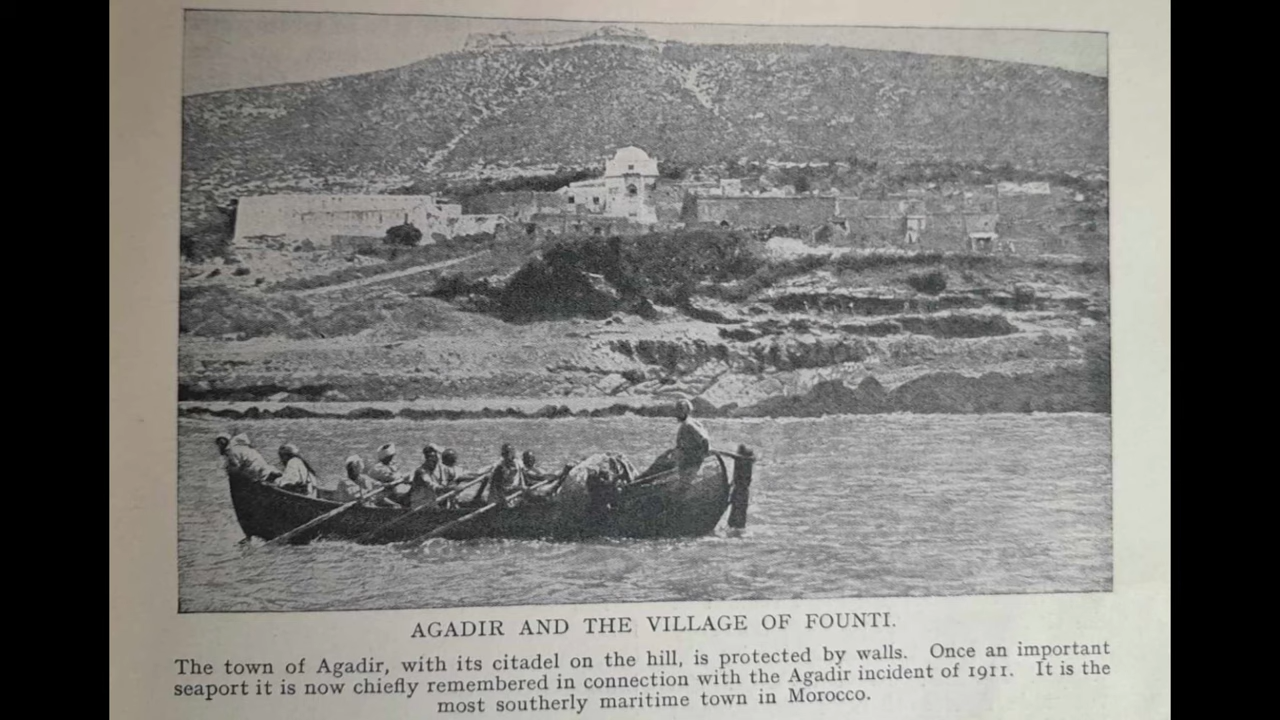 AGADIR AND THE VILLAGE OF FOUNTI.
The town of Agadir, with its citadel on the hill, is protected by walls. Once an important
seaport it is now chiefly remembered in connection with the Agadir incident of 1911. It is the
most southerly maritime town in Morocco.